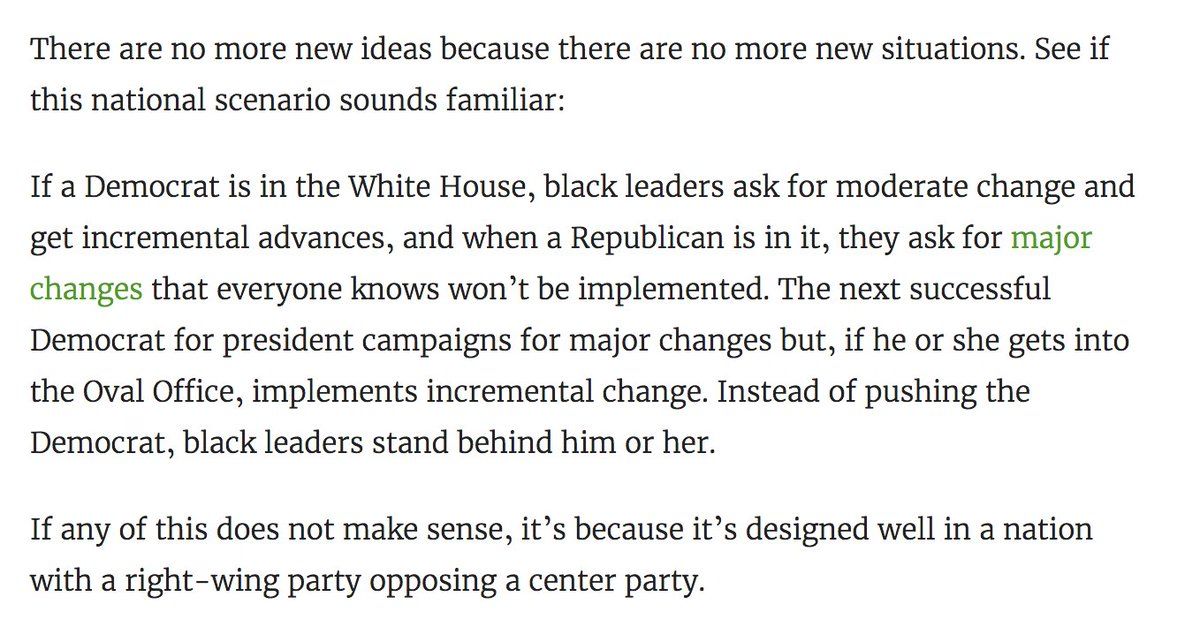 There are no more new ideas because there are no more new situations. See if
this national scenario sounds familiar:
If a Democrat is in the White House, black leaders ask for moderate change and
get incremental advances, and when a Republican is in it, they ask for major
changes that everyone knows won’t be implemented. The next successful
Democrat for president campaigns for major changes but, if he or she gets into
the Oval Office, implements incremental change. Instead of pushing the
Democrat, black leaders stand behind him or her.
If any of this does not make sense, it’s because it’s designed well in a nation
with a right-wing party opposing a center party.